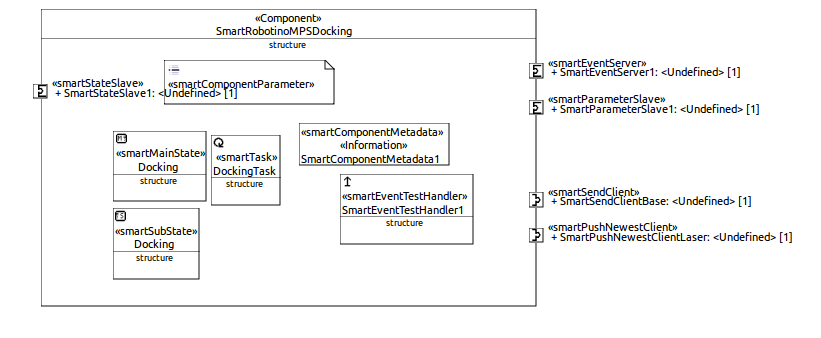 «Component»
SmartRobotinoMPSDocking
structure
«smartStateSlave»
+ SmartStateSlave1: <Undefined> [1]
«smartComponentParameter»
«smartEventServer»
+ SmartEventServer1: <Undefined> [1]
«smartParameterSlave»
+ SmartParameterSlave1: <Undefined> [1]
«smartMainState»
Docking
structure
«smartTask»
DockingTask
structure
«smartComponentMetadata»
«Information»
SmartComponentMetadata1
«smartEventTestHandler»
SmartEventTestHandler1
structure
«smartSubState»
Docking
structure
«smartSendClient»
+ SmartSendClientBase: <Undefined> [1]
«smartPushNewestClient»
+ SmartPushNewestClientLaser: <Undefined> [1]